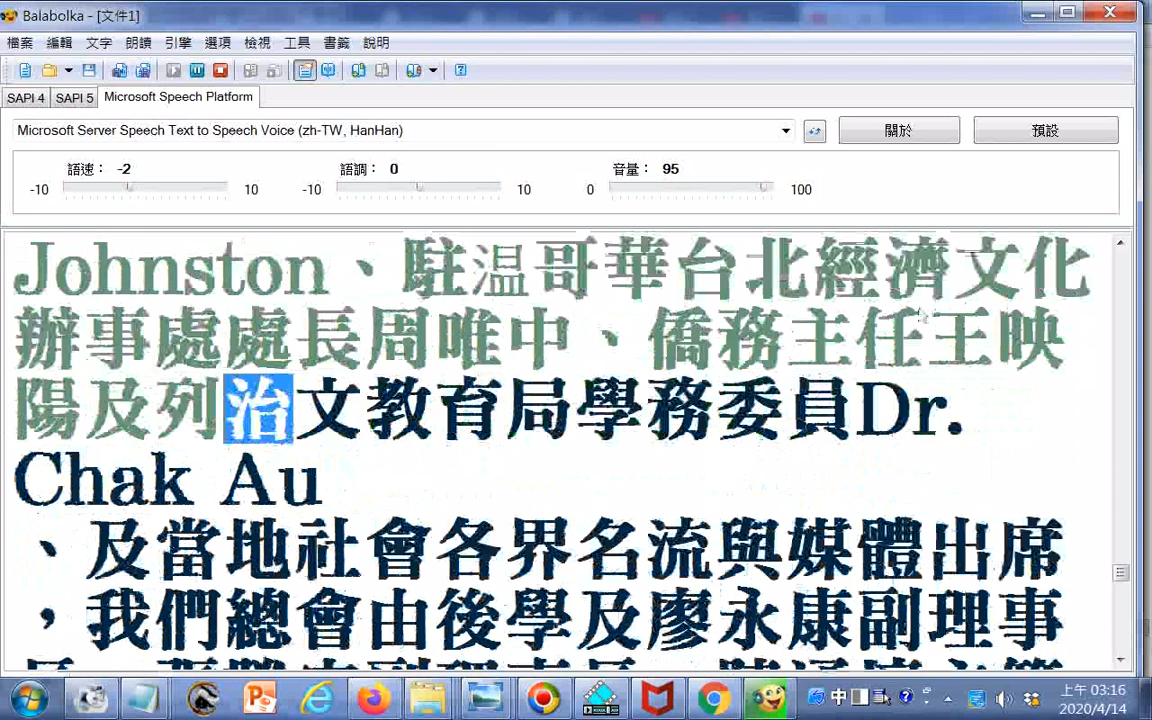 Balabolka - [文件1]
檔案 編輯 文字 朗讀 引擎 選項 檢視 工具 書籤 說明
SAPI 4 SAPI 5 Microsoft Speech Platform
Microsoft Server Speech Text to Speech Voice (zh-TW, HanHan) 關於 預設
語速： -2 語調： 0 音量： 95
-10 10 -10 10 0 100
Johnston、駐温哥華台北經濟文化
辦事處處長周唯中、僑務主任王映
陽及列治文教育局學務委員Dr.
Chak Au
、及當地社會各界名流與媒體出席
，我們總會由後學及廖永康副理事
中
上午 03:16
2020/4/14